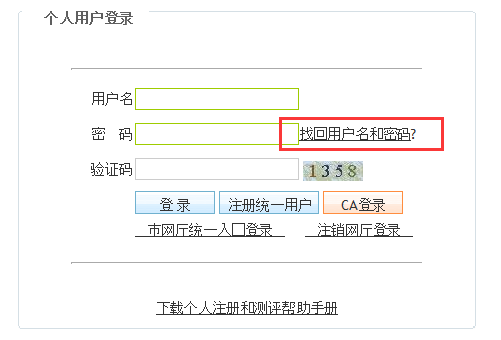 个人用户登录
用户名
密 码 找回用户名和密码?
验证码 1358
登 录 注册统一用户 CA登录
市网厅统一入口登录 注销网厅登录
下载个人注册和测评帮助手册